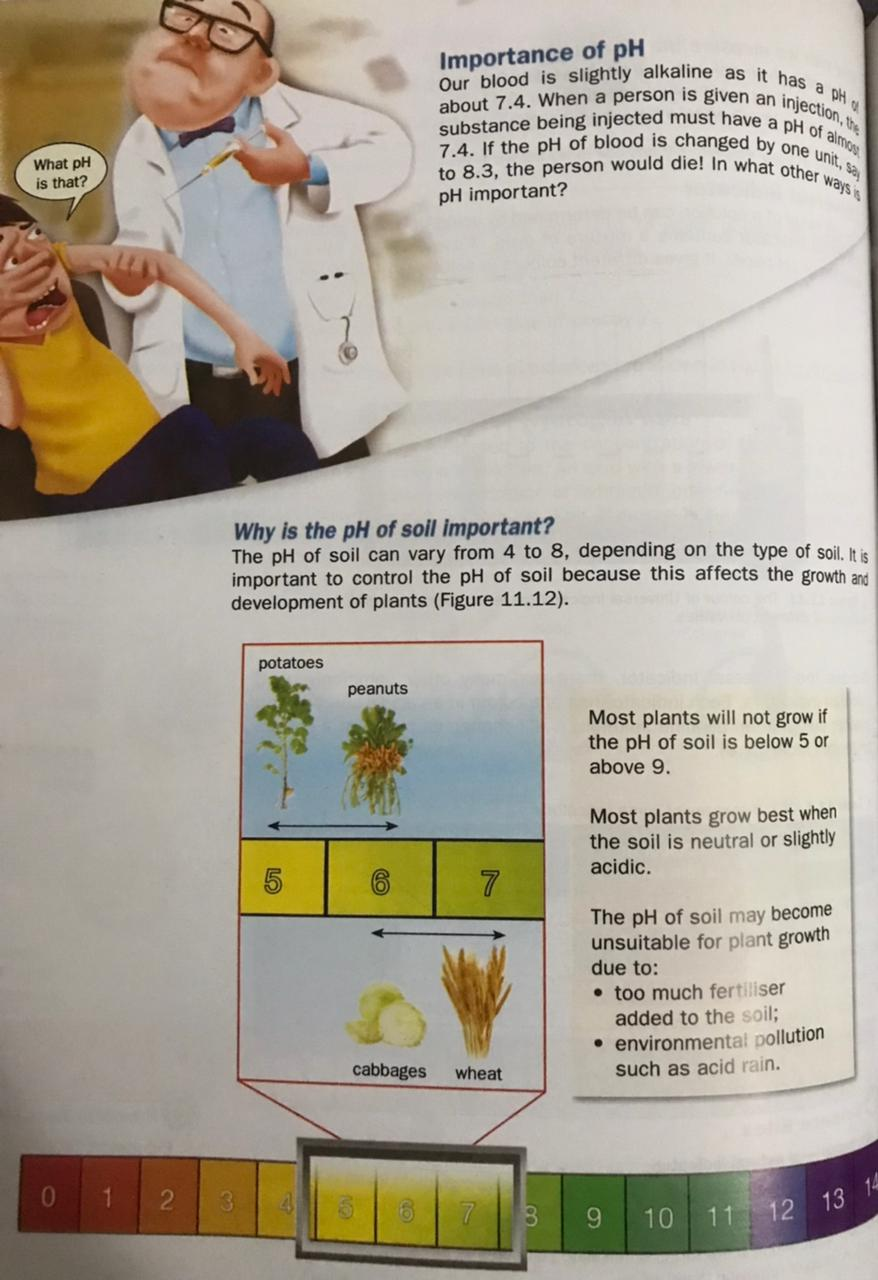 Importance of pH
Our blood is slightly alkaline as it has a pH of
about 7.4. When a person is given an injection, the
substance being injected must have a pH of almost
7.4. If the pH of blood is changed by one unit, say
to 8.3, the person would die! In what other ways is
pH important?
What pH
is that?
Why is the pH of soil important?
The pH of soil can vary from 4 to 8, depending on the type of soil. It is
important to control the pH of soil because this affects the growth and
development of plants (Figure 11.12).
potatoes
peanuts
5 6 7
cabbages wheat
Most plants will not grow if
the pH of soil is below 5 or
above 9.
Most plants grow best when
the soil is neutral or slightly
acidic.
The pH of soil may become
unsuitable for plant growth
due to:
• too much fertiliser
added to the soil;
• environmental pollution
such as acid rain.
0 1 2 3 4 5 6 7 8 9 10 11 12 13 14